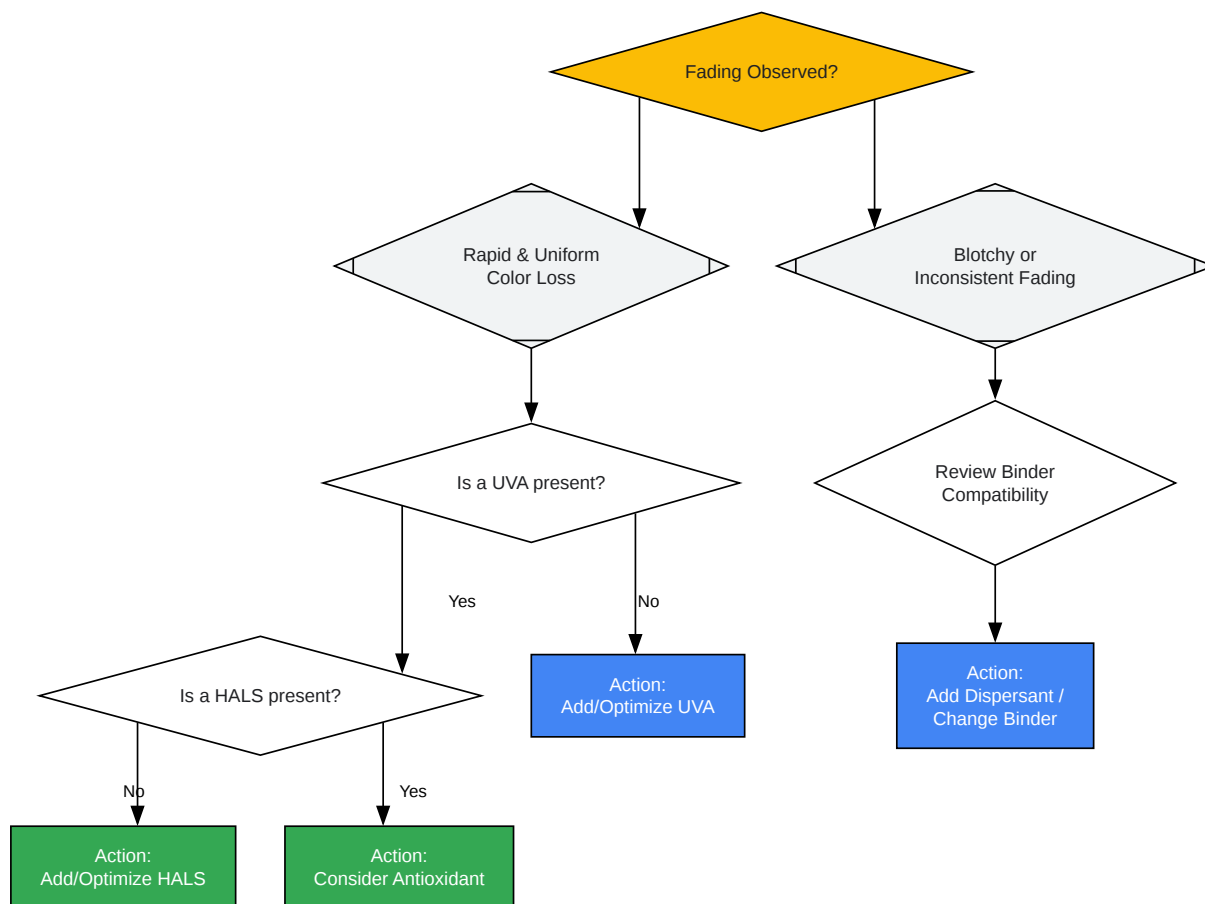 Fading Observed?
Rapid & Uniform
Color Loss
Blotchy or
Inconsistent Fading
Is a UVA present?
Review Binder
Compatibility
Yes
No
Is a HALS present?
Action:
Add/Optimize UVA
Action:
Add Dispersant /
Change Binder
No
Yes
Action:
Add/Optimize HALS
Action:
Consider Antioxidant